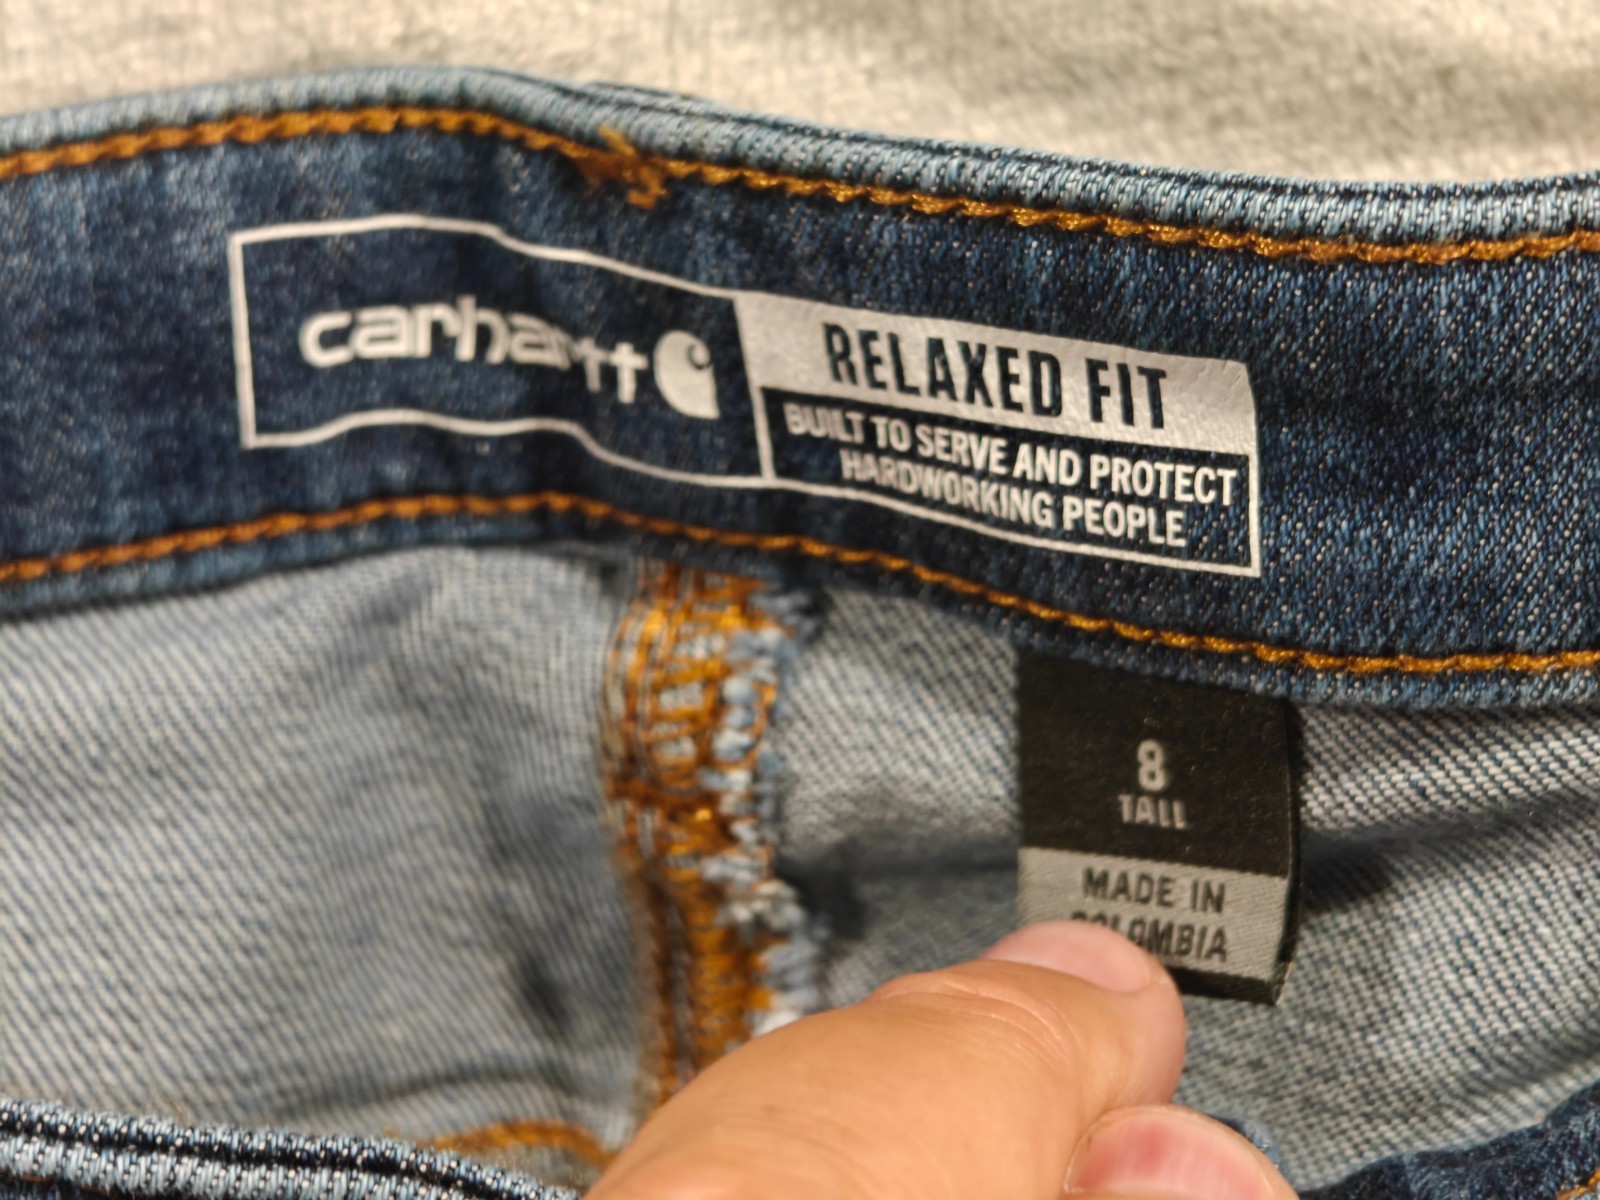 carhartt
RELAXED FIT
BUILT TO SERVE AND PROTECT
HARDWORKING PEOPLE
8
TALL
MADE IN
COLOMBIA